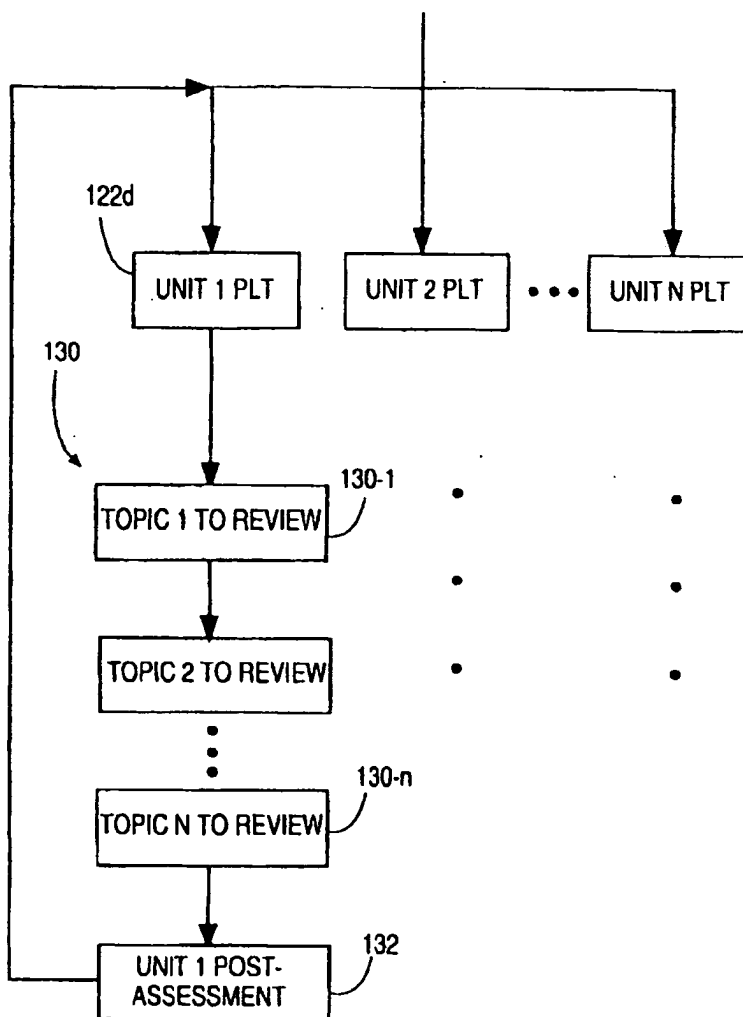 122d
UNIT 1 PLT
UNIT 2 PLT
UNIT N PLT
130
130-1
TOPIC 1 TO REVIEW
TOPIC 2 TO REVIEW
130-n
TOPIC N TO REVIEW
132
UNIT 1 POST-
ASSESSMENT